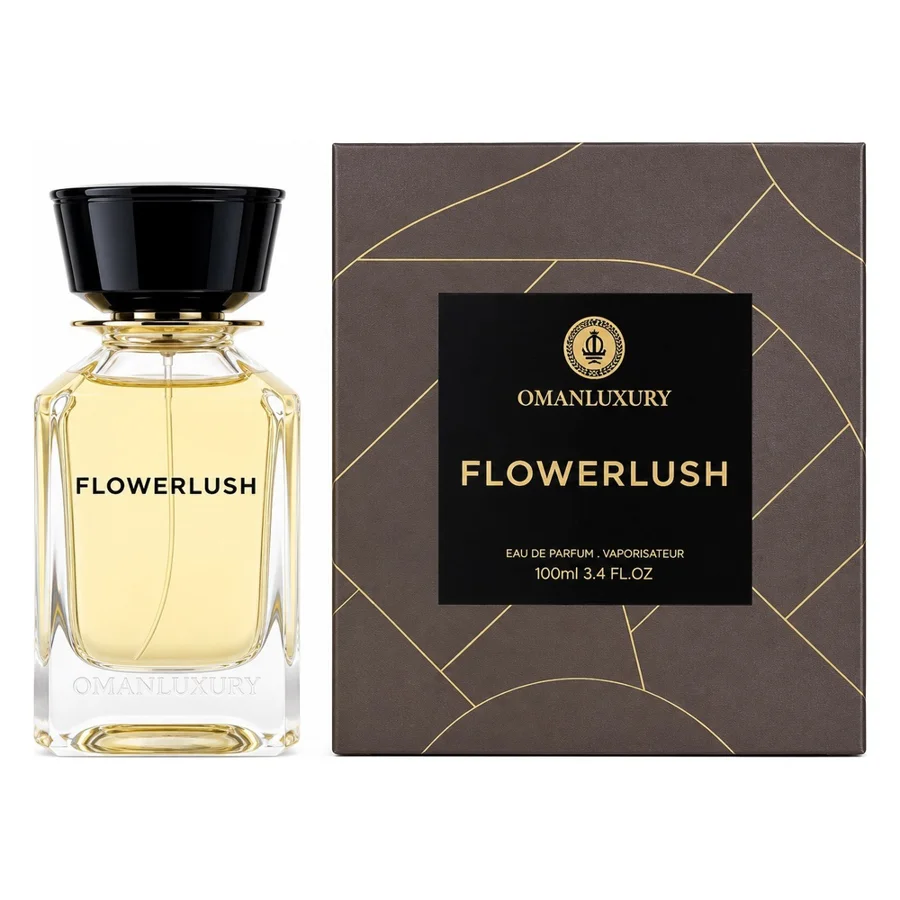 FLOWERLUSH
OMANLUXURY
OMANLUXURY
FLOWERLUSH
EAU DE PARFUM . VAPORISATEUR
100ml 3.4 FL.OZ